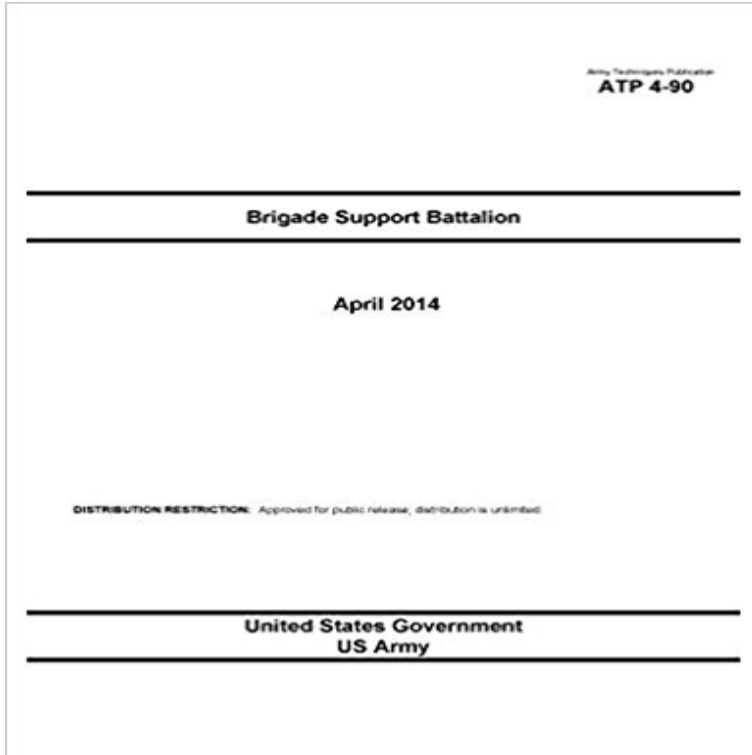 Army Techniques Publication
ATP 4-90
Brigade Support Battalion
April 2014
DISTRIBUTION RESTRICTION: Approved for public release; distribution is unlimited.
United States Government
US Army